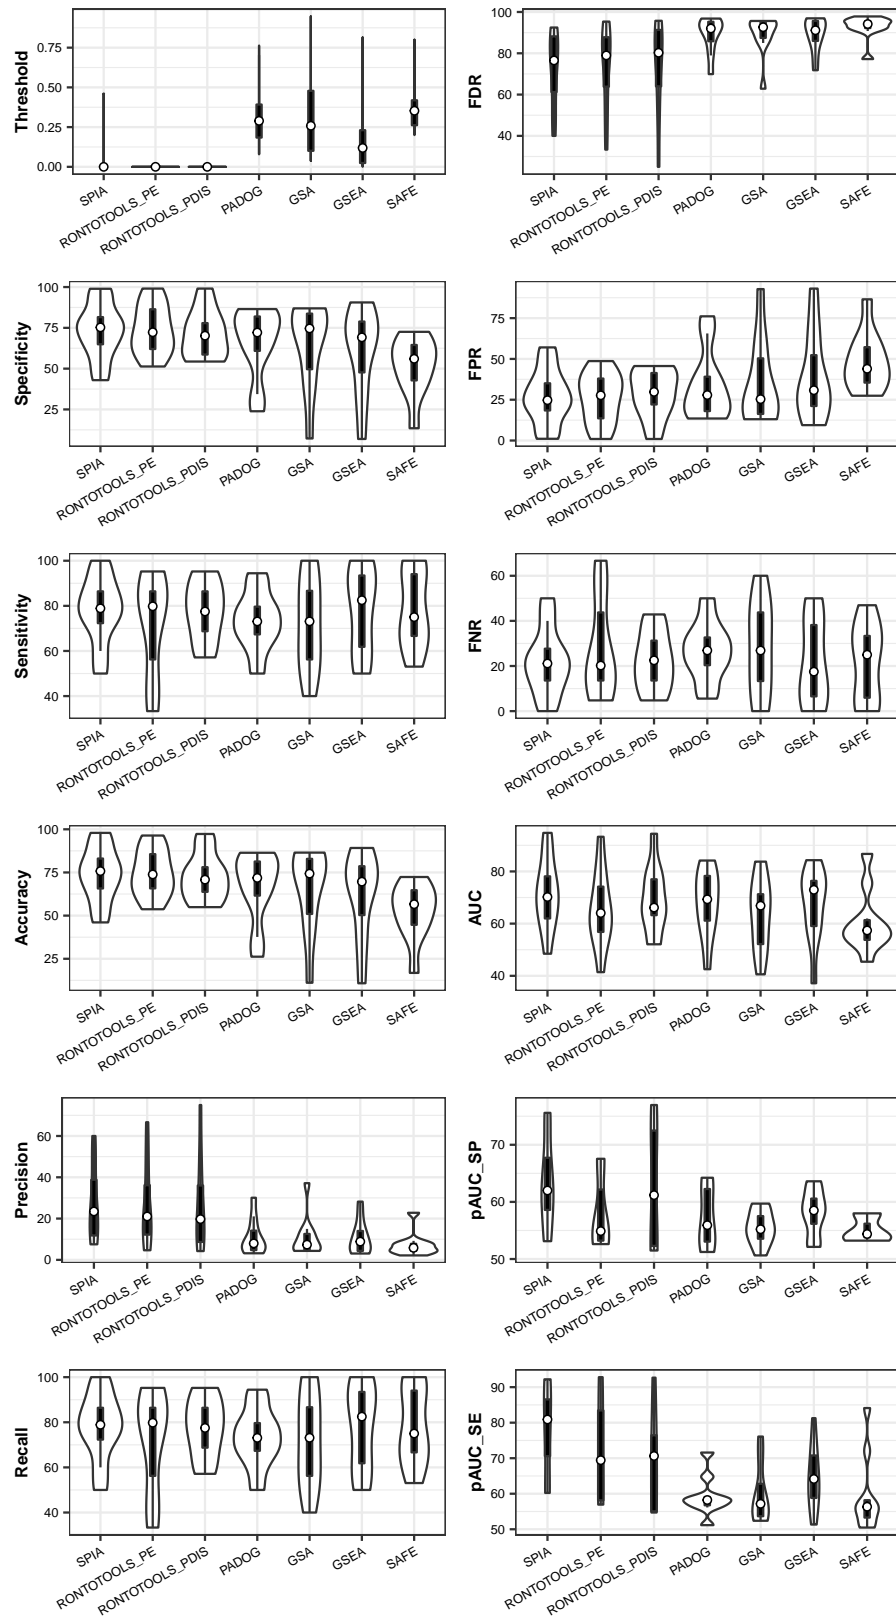 Threshold
0.75
0.50
0.25
0.00
SPIA
RONTOTOOLS_PE
RONTOTOOLS_PDIS
PADOG
GSA
GSEA
SAFE
FDR
100
80
60
40
SPIA
RONTOTOOLS_PE
RONTOTOOLS_PDIS
PADOG
GSA
GSEA
SAFE
Specificity
100
75
50
25
SPIA
RONTOTOOLS_PE
RONTOTOOLS_PDIS
PADOG
GSA
GSEA
SAFE
FPR
75
50
25
0
SPIA
RONTOTOOLS_PE
RONTOTOOLS_PDIS
PADOG
GSA
GSEA
SAFE
Sensitivity
100
80
60
40
SPIA
RONTOTOOLS_PE
RONTOTOOLS_PDIS
PADOG
GSA
GSEA
SAFE
FNR
60
40
20
0
SPIA
RONTOTOOLS_PE
RONTOTOOLS_PDIS
PADOG
GSA
GSEA
SAFE
Accuracy
100
75
50
25
SPIA
RONTOTOOLS_PE
RONTOTOOLS_PDIS
PADOG
GSA
GSEA
SAFE
AUC
80
60
40
SPIA
RONTOTOOLS_PE
RONTOTOOLS_PDIS
PADOG
GSA
GSEA
SAFE
Precision
60
40
20
0
SPIA
RONTOTOOLS_PE
RONTOTOOLS_PDIS
PADOG
GSA
GSEA
SAFE
pAUC_SP
70
60
50
SPIA
RONTOTOOLS_PE
RONTOTOOLS_PDIS
PADOG
GSA
GSEA
SAFE
Recall
100
80
60
40
SPIA
RONTOTOOLS_PE
RONTOTOOLS_PDIS
PADOG
GSA
GSEA
SAFE
pAUC_SE
90
80
70
60
50
SPIA
RONTOTOOLS_PE
RONTOTOOLS_PDIS
PADOG
GSA
GSEA
SAFE